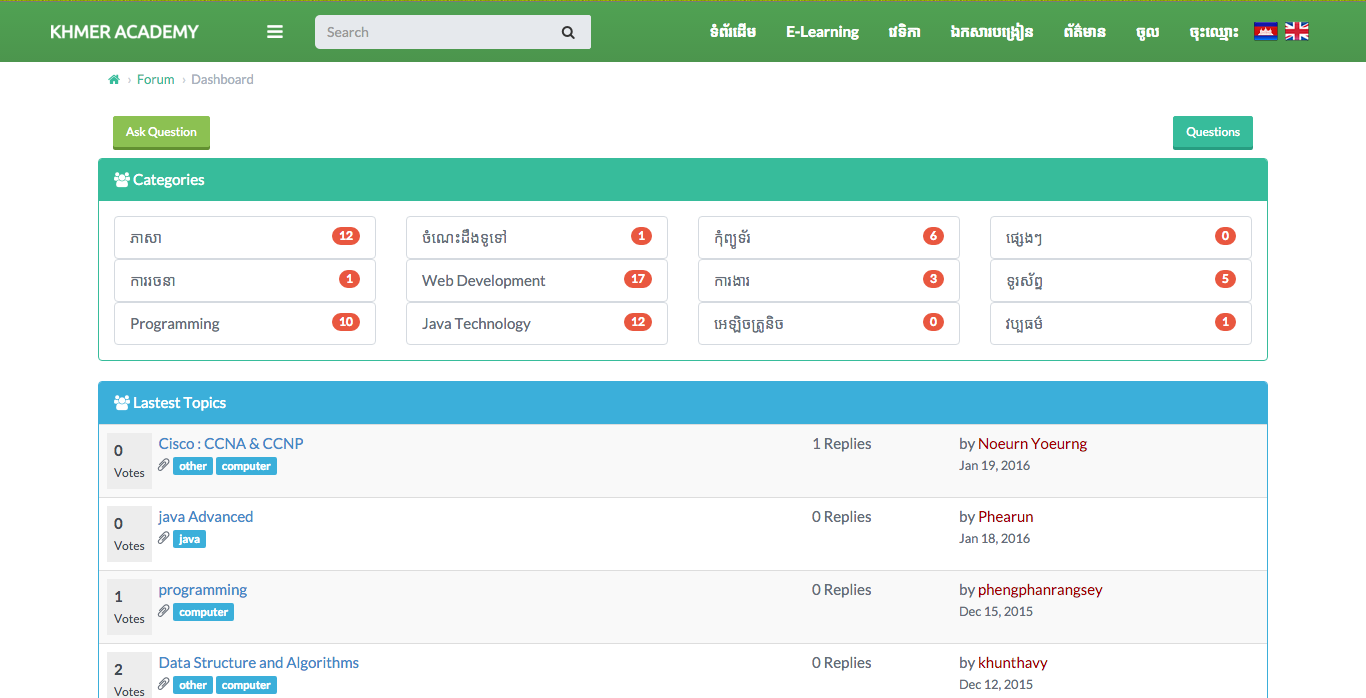 KHMER ACADEMY
Search
ទំព័រដើម E-Learning វេទិកា ឯកសារបង្រៀន ព័ត៌មាន ចូល ចុះឈ្មោះ
Forum › Dashboard
Ask Question
Questions
Categories
ភាសា 12
ចំណេះដឹងទូទៅ 1
កុំព្យូទ័រ 6
ផ្សេងៗ 0
ការរចនា 1
Web Development 17
ការងារ 3
ទូរស័ព្ទ 5
Programming 10
Java Technology 12
អេឡិចត្រូនិច 0
វប្បធម៌ 1
Lastest Topics
0 Votes
Cisco : CCNA & CCNP
other computer
1 Replies
by Noeurn Yoeurng
Jan 19, 2016
0 Votes
java Advanced
java
0 Replies
by Phearun
Jan 18, 2016
1 Votes
programming
computer
0 Replies
by phengphanrangsey
Dec 15, 2015
2 Votes
Data Structure and Algorithms
other computer
0 Replies
by khunthavy
Dec 12, 2015